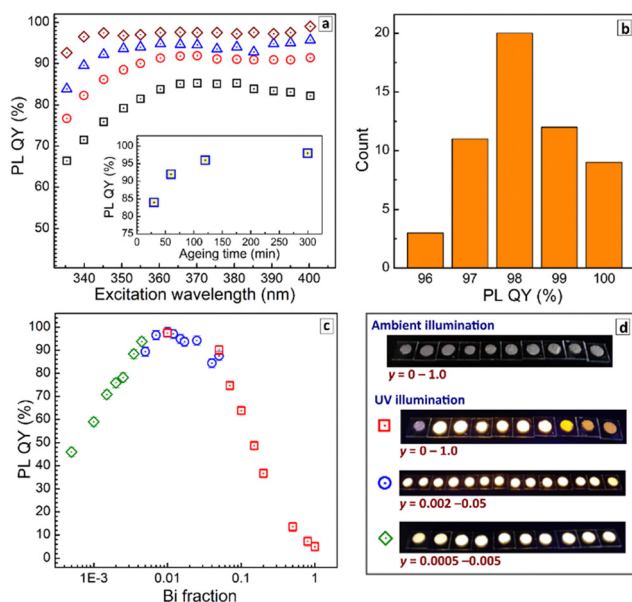 a
PL QY (%)
100
90
80
70
60
50
340 350 360 370 380 390 400
Excitation wavelength (nm)
PL QY (%)
100
95
90
85
80
75
0 50 100 150 200 250 300
Ageing time (min)
b
Count
20
15
10
5
0
96 97 98 99 100
PL QY (%)
c
PL QY (%)
100
90
80
70
60
50
40
30
20
10
0
1E-3 0.01 0.1 1
Bi fraction
d
Ambient illumination
y = 0 – 1.0
UV illumination
y = 0 – 1.0
y = 0.002 –0.05
y = 0.0005 –0.005